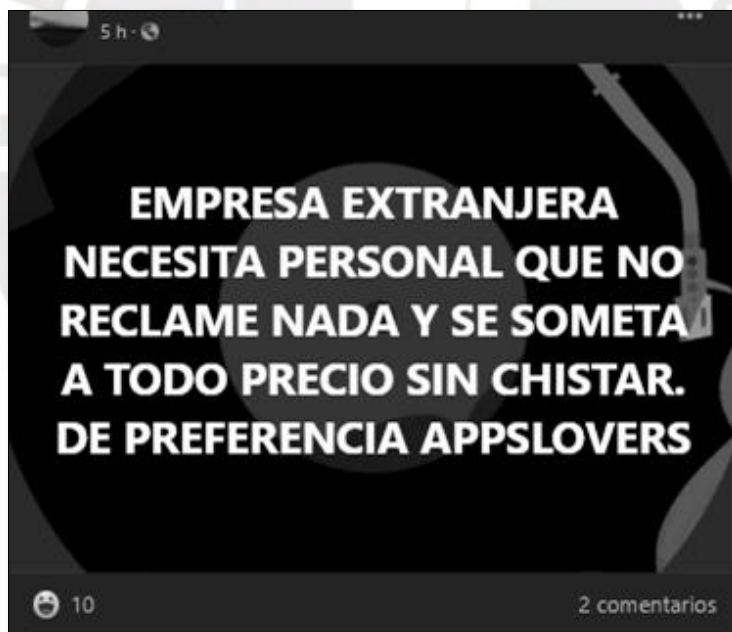 5 h ·
EMPRESA EXTRANJERA
NECESITA PERSONAL QUE NO
RECLAME NADA Y SE SOMETA
A TODO PRECIO SIN CHISTAR.
DE PREFERENCIA APPSLOVERS
10
2 comentarios